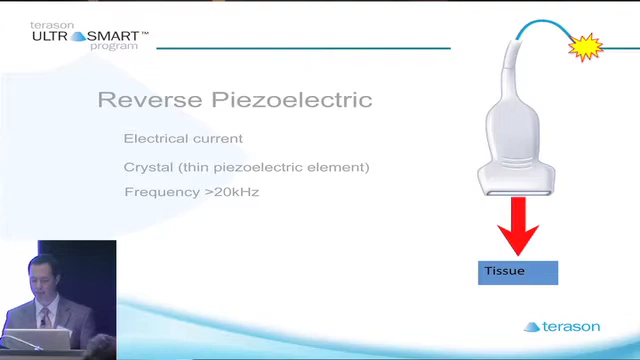 terason
ULTRASMART™
program
Reverse Piezoelectric
Electrical current
Crystal (thin piezoelectric element)
Frequency >20kHz
Tissue
terason